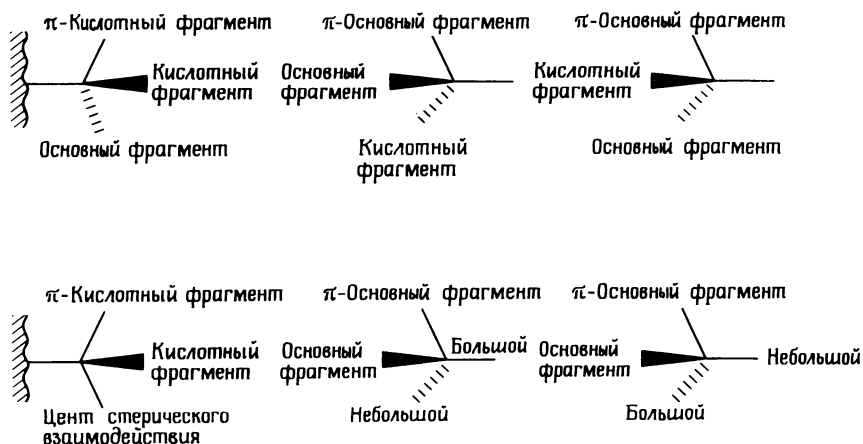 π-Кислотный фрагмент
Кислотный
фрагмент
Основный фрагмент
π-Основный фрагмент
Основный
фрагмент
Кислотный
фрагмент
π-Основный фрагмент
Кислотный
фрагмент
Основный фрагмент
π-Кислотный фрагмент
Кислотный
фрагмент
Цент стерического
взаимодействия
π-Основный фрагмент
Основный
фрагмент
Большой
Небольшой
π-Основный фрагмент
Основный
фрагмент
Небольшой
Большой